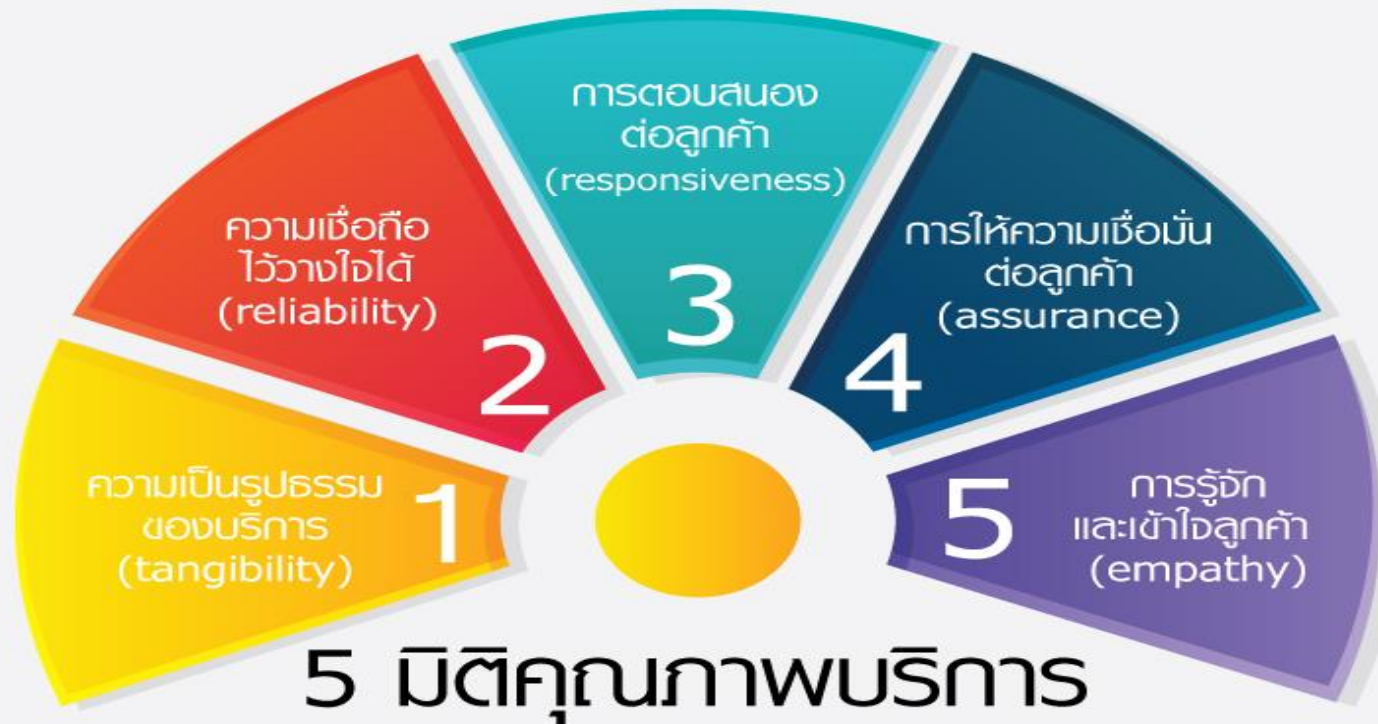 ความเป็นรูปธรรม
ของบริการ
(tangibility)
1
ความเชื่อถือ
ไว้วางใจได้
(reliability)
2
การตอบสนอง
ต่อลูกค้า
(responsiveness)
3
การให้ความเชื่อมั่น
ต่อลูกค้า
(assurance)
4
การรู้จัก
และเข้าใจลูกค้า
(empathy)
5
5 มิติคุณภาพบริการ